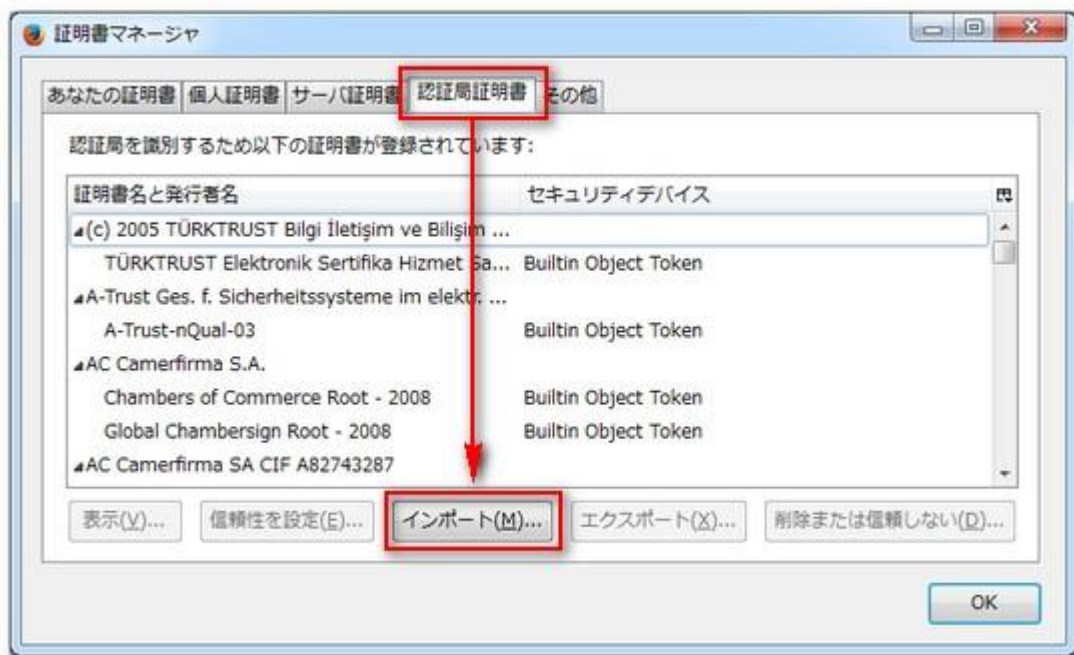 証明書マネージャ
あなたの証明書 個人証明書 サーバ証明書 認証局証明書 その他
認証局を識別するため以下の証明書が登録されています:
証明書名と発行者名 セキュリティデバイス
(c) 2005 TÜRKTRUST Bilgi İletişim ve Bilişim ...
TÜRKTRUST Elektronik Sertifika Hizmet Sa... Builtin Object Token
A-Trust Ges. f. Sicherheitssysteme im elektr. ...
A-Trust-nQual-03 Builtin Object Token
AC Camerfirma S.A.
Chambers of Commerce Root - 2008 Builtin Object Token
Global Chambersign Root - 2008 Builtin Object Token
AC Camerfirma SA CIF A82743287
表示(V)... 信頼性を設定(E)... インポート(M)... エクスポート(X)... 削除または信頼しない(D)...
OK